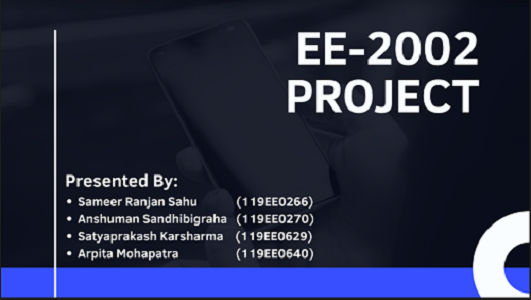 EE-2002
PROJECT
Presented By:
• Sameer Ranjan Sahu (119EE0266)
• Anshuman Sandhibigraha (119EE0270)
• Satyaprakash Karsharma (119EE0629)
• Arpita Mohapatra (119EE0640)